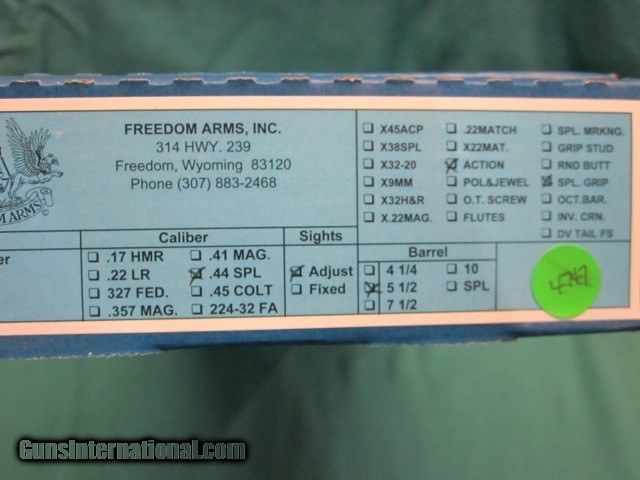 FREEDOM ARMS, INC.
314 HWY. 239
Freedom, Wyoming 83120
Phone (307) 883-2468
M ARMS
X45ACP
X38SPL
X32-20
X9MM
X32H&R
X.22MAG.
.22MATCH
X22MAT.
ACTION
POL&JEWEL
O.T. SCREW
FLUTES
SPL. MRKNG.
GRIP STUD
RND BUTT
SPL. GRIP
OCT.BAR.
INV. CRN.
DV TAIL FS
Caliber
.17 HMR
.22 LR
327 FED.
.357 MAG.
.41 MAG.
.44 SPL
.45 COLT
224-32 FA
Sights
Adjust
Fixed
Barrel
4 1/4
5 1/2
7 1/2
10
SPL
GunsInternational.com